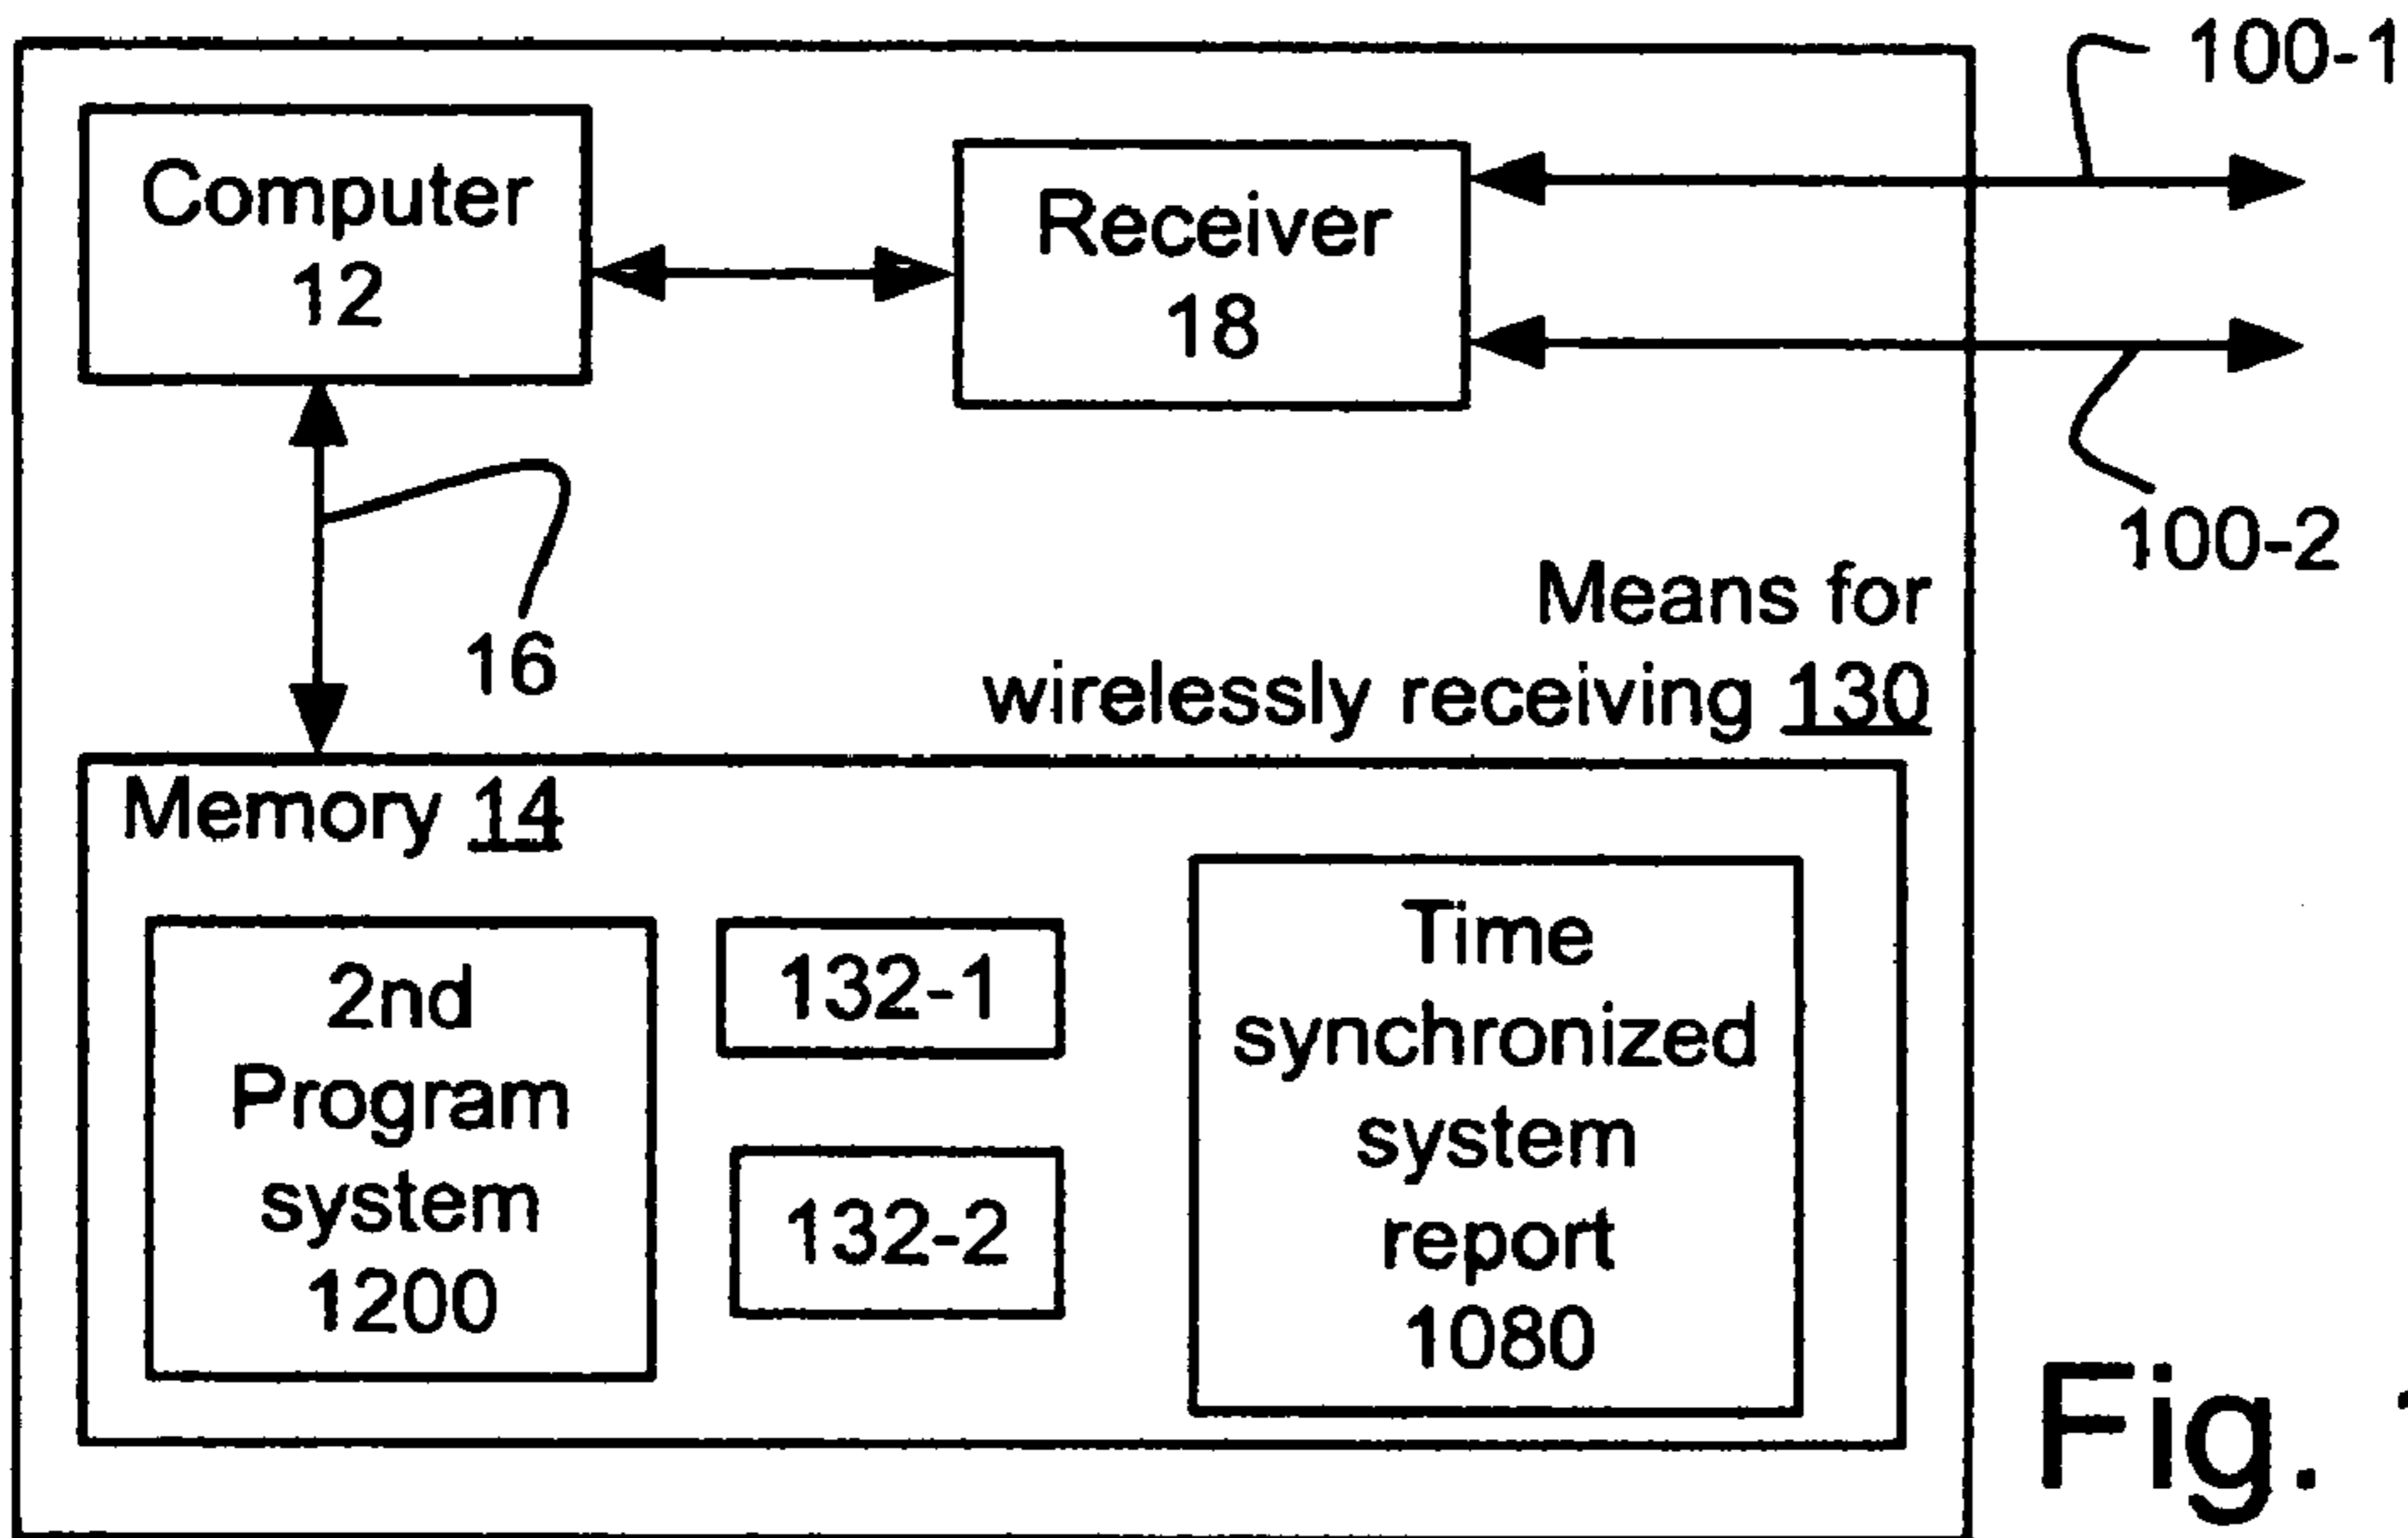 100-1
Computer
12
Receiver
18
100-2
16
Means for
wirelessly receiving 130
Memory 14
2nd
Program
system
1200
132-1
132-2
Time
synchronized
system
report
1080
Fig.